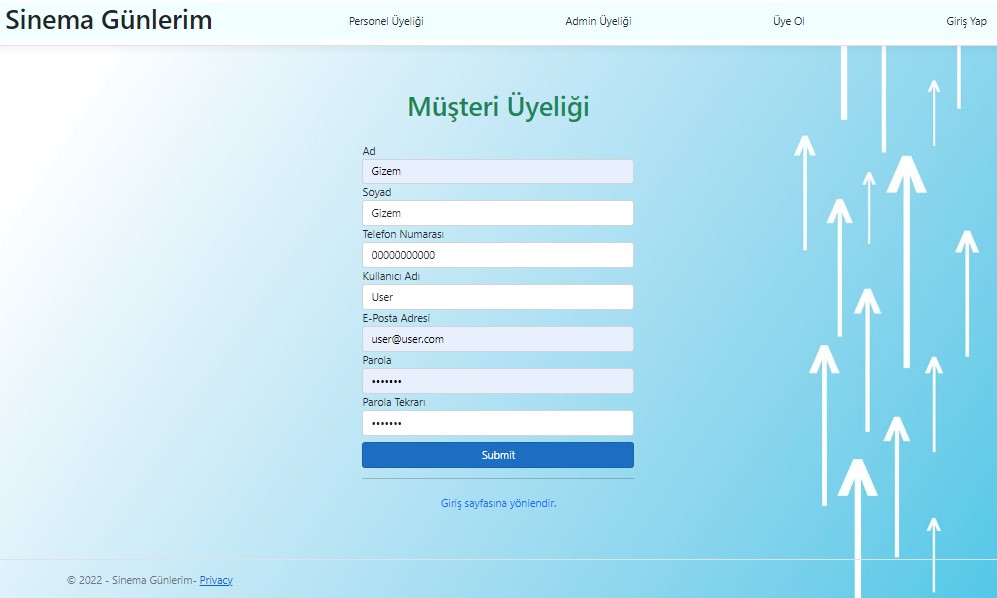 Sinema Günlerim
Personel Üyeliği
Admin Üyeliği
Üye Ol
Giriş Yap
Müşteri Üyeliği
Ad
Gizem
Soyad
Gizem
Telefon Numarası
00000000000
Kullanıcı Adı
User
E-Posta Adresi
user@user.com
Parola
•••••••
Parola Tekrarı
•••••••
Submit
Giriş sayfasına yönlendir.
© 2022 - Sinema Günlerim- Privacy